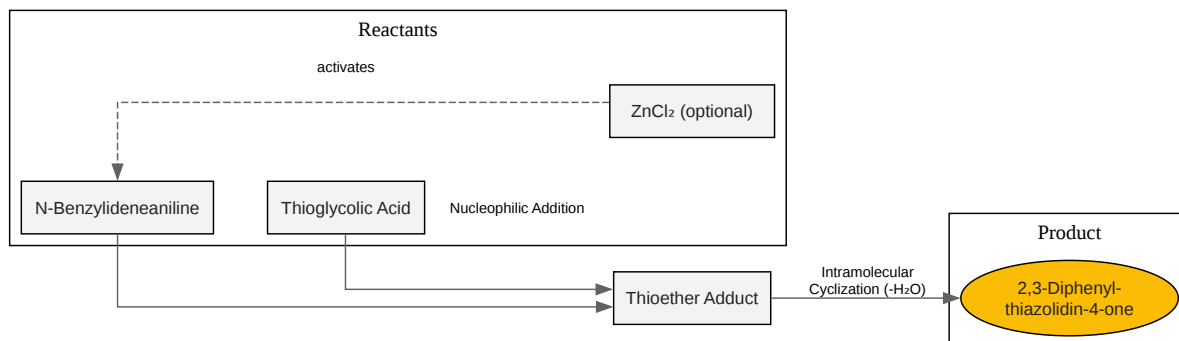 Reactants
activates
ZnCl₂ (optional)
N-Benzylideneaniline
Thioglycolic Acid
Nucleophilic Addition
Product
Intramolecular
Cyclization (-H₂O)
Thioether Adduct
2,3-Diphenyl-
thiazolidin-4-one